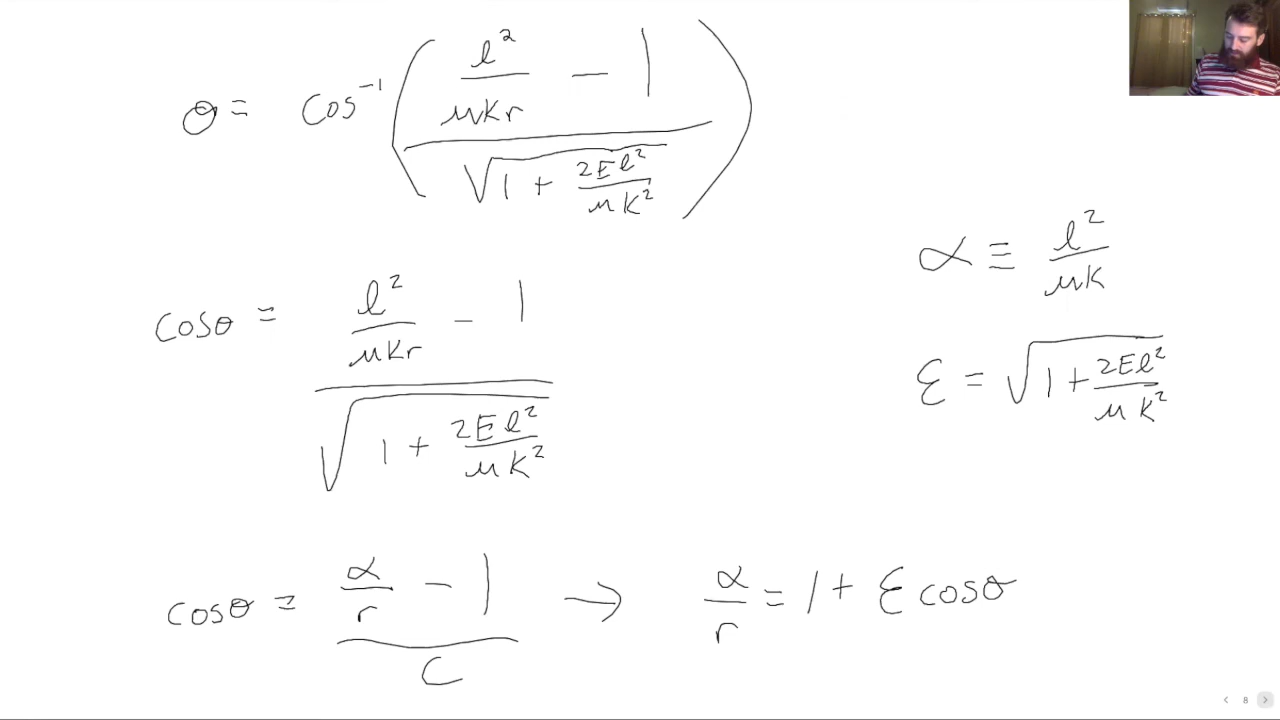 θ = cos⁻¹ ( (ℓ²/μkr − 1) / √(1 + 2Eℓ²/μk²) )
α ≡ ℓ²/μk
cosθ = (ℓ²/μkr − 1) / √(1 + 2Eℓ²/μk²)
ε = √(1 + 2Eℓ²/μk²)
cosθ = (α/r − 1) / C → α/r = 1 + ε cosθ
8